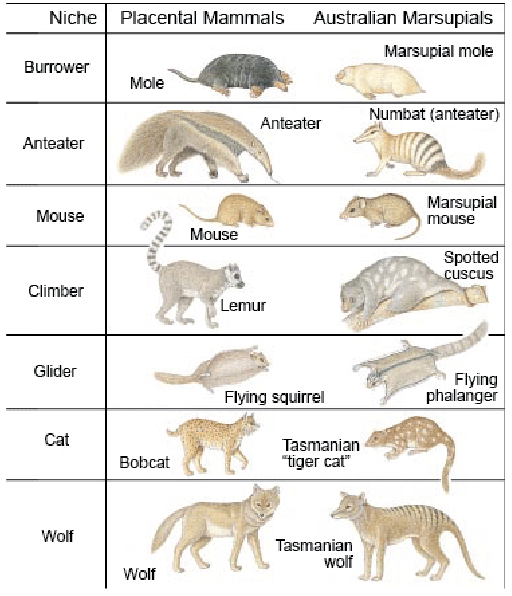 Niche Placental Mammals Australian Marsupials
Burrower
Mole
Marsupial mole
Anteater
Anteater
Numbat (anteater)
Mouse
Mouse
Marsupial
mouse
Climber
Lemur
Spotted
cuscus
Glider
Flying squirrel
Flying
phalanger
Cat
Bobcat
Tasmanian
“tiger cat”
Wolf
Wolf
Tasmanian
wolf